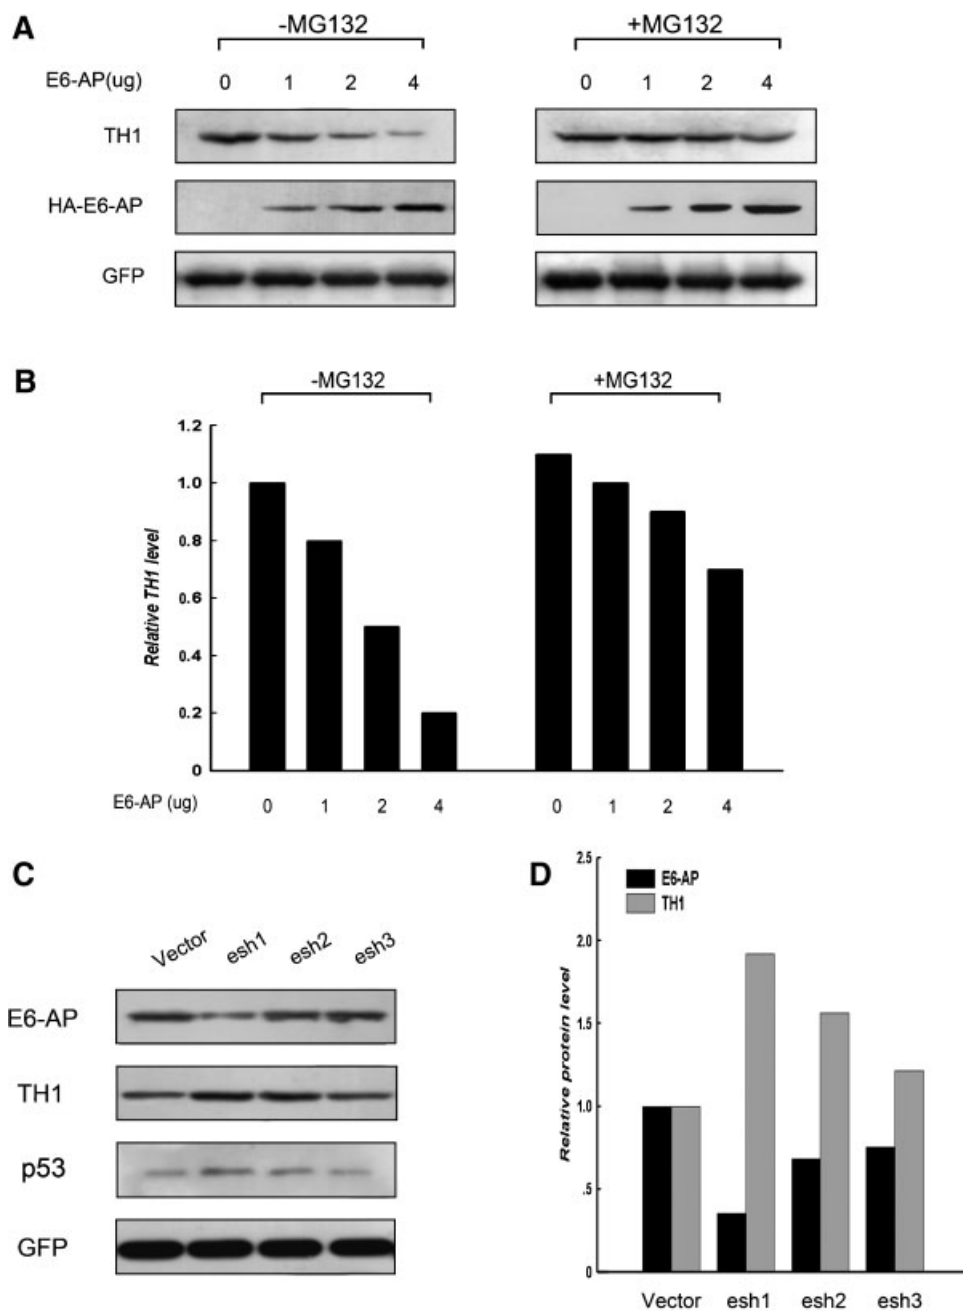 A
-MG132 +MG132
E6-AP(ug) 0 1 2 4 0 1 2 4
TH1
HA-E6-AP
GFP
B
-MG132 +MG132
Relative TH1 level
1.2
1.0
0.8
0.6
0.4
0.2
0
E6-AP (ug) 0 1 2 4 0 1 2 4
C
Vector esh1 esh2 esh3
E6-AP
TH1
p53
GFP
D
E6-AP
TH1
Relative protein level
2.5
2.0
1.5
1.0
.5
0
Vector esh1 esh2 esh3